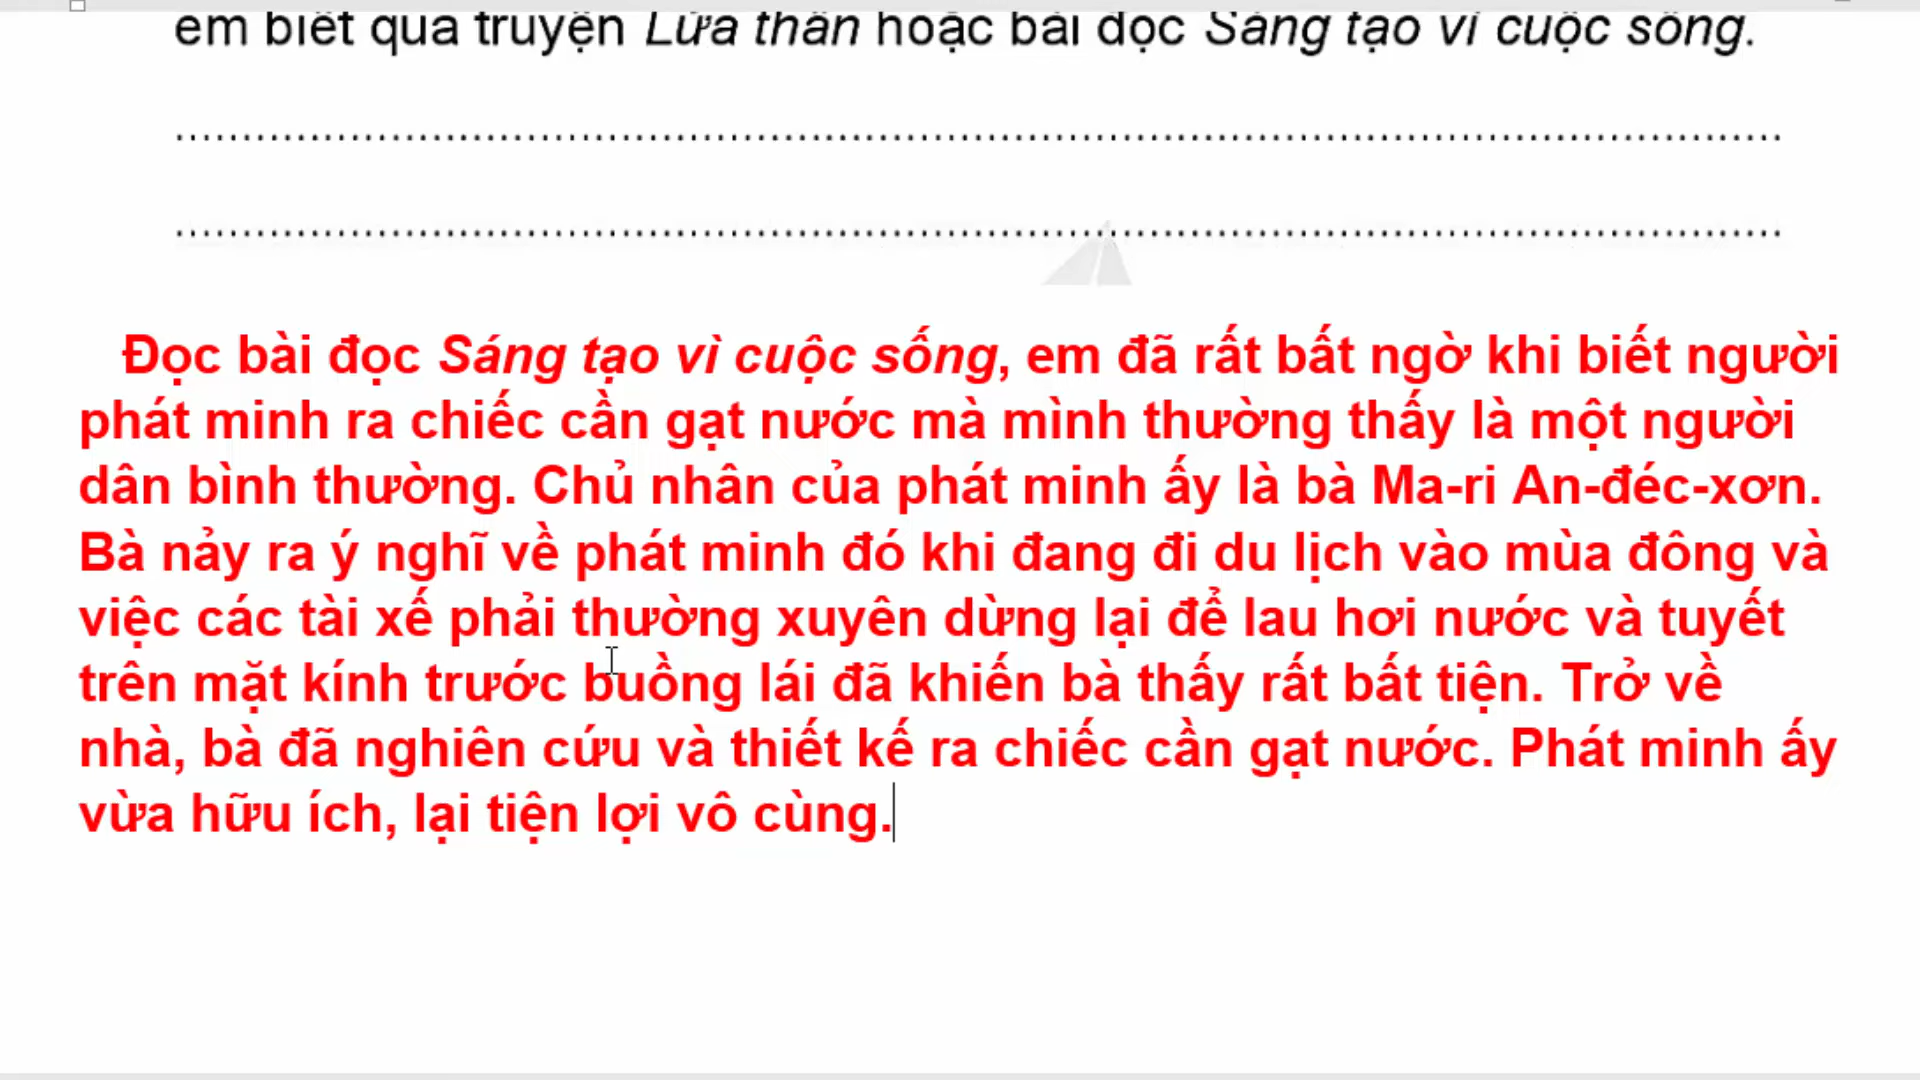 em biết qua truyện Lửa thần hoặc bài đọc Sáng tạo vì cuộc sống.
................................................................................................................
................................................................................................................
Đọc bài đọc Sáng tạo vì cuộc sống, em đã rất bất ngờ khi biết người
phát minh ra chiếc cần gạt nước mà mình thường thấy là một người
dân bình thường. Chủ nhân của phát minh ấy là bà Ma-ri An-đéc-xơn.
Bà nảy ra ý nghĩ về phát minh đó khi đang đi du lịch vào mùa đông và
việc các tài xế phải thường xuyên dừng lại để lau hơi nước và tuyết
trên mặt kính trước buồng lái đã khiến bà thấy rất bất tiện. Trở về
nhà, bà đã nghiên cứu và thiết kế ra chiếc cần gạt nước. Phát minh ấy
vừa hữu ích, lại tiện lợi vô cùng.